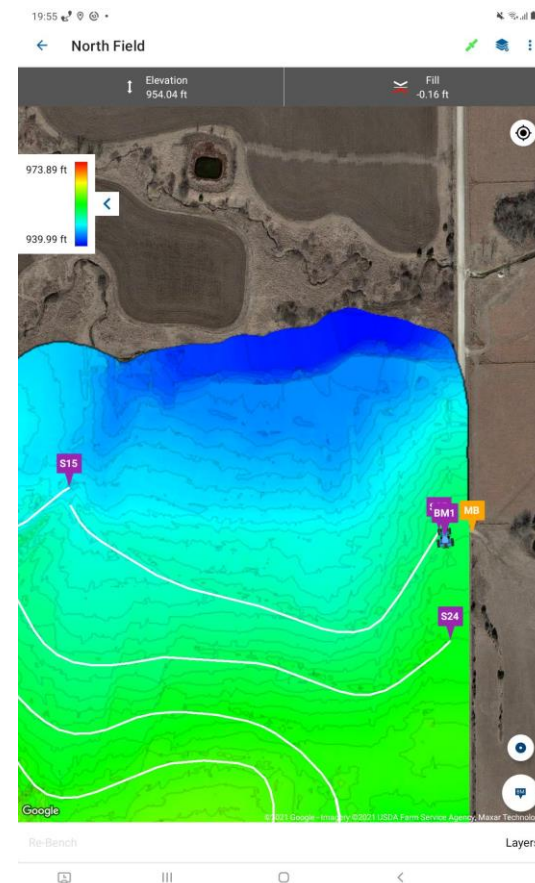 19:55
North Field
Elevation
954.04 ft
Fill
-0.16 ft
973.89 ft
939.99 ft
S15
BM1
MB
S24
BM
Google
©2021 Google - Imagery ©2021 USDA Farm Service Agency, Maxar Technolo
Re-Bench
Layers